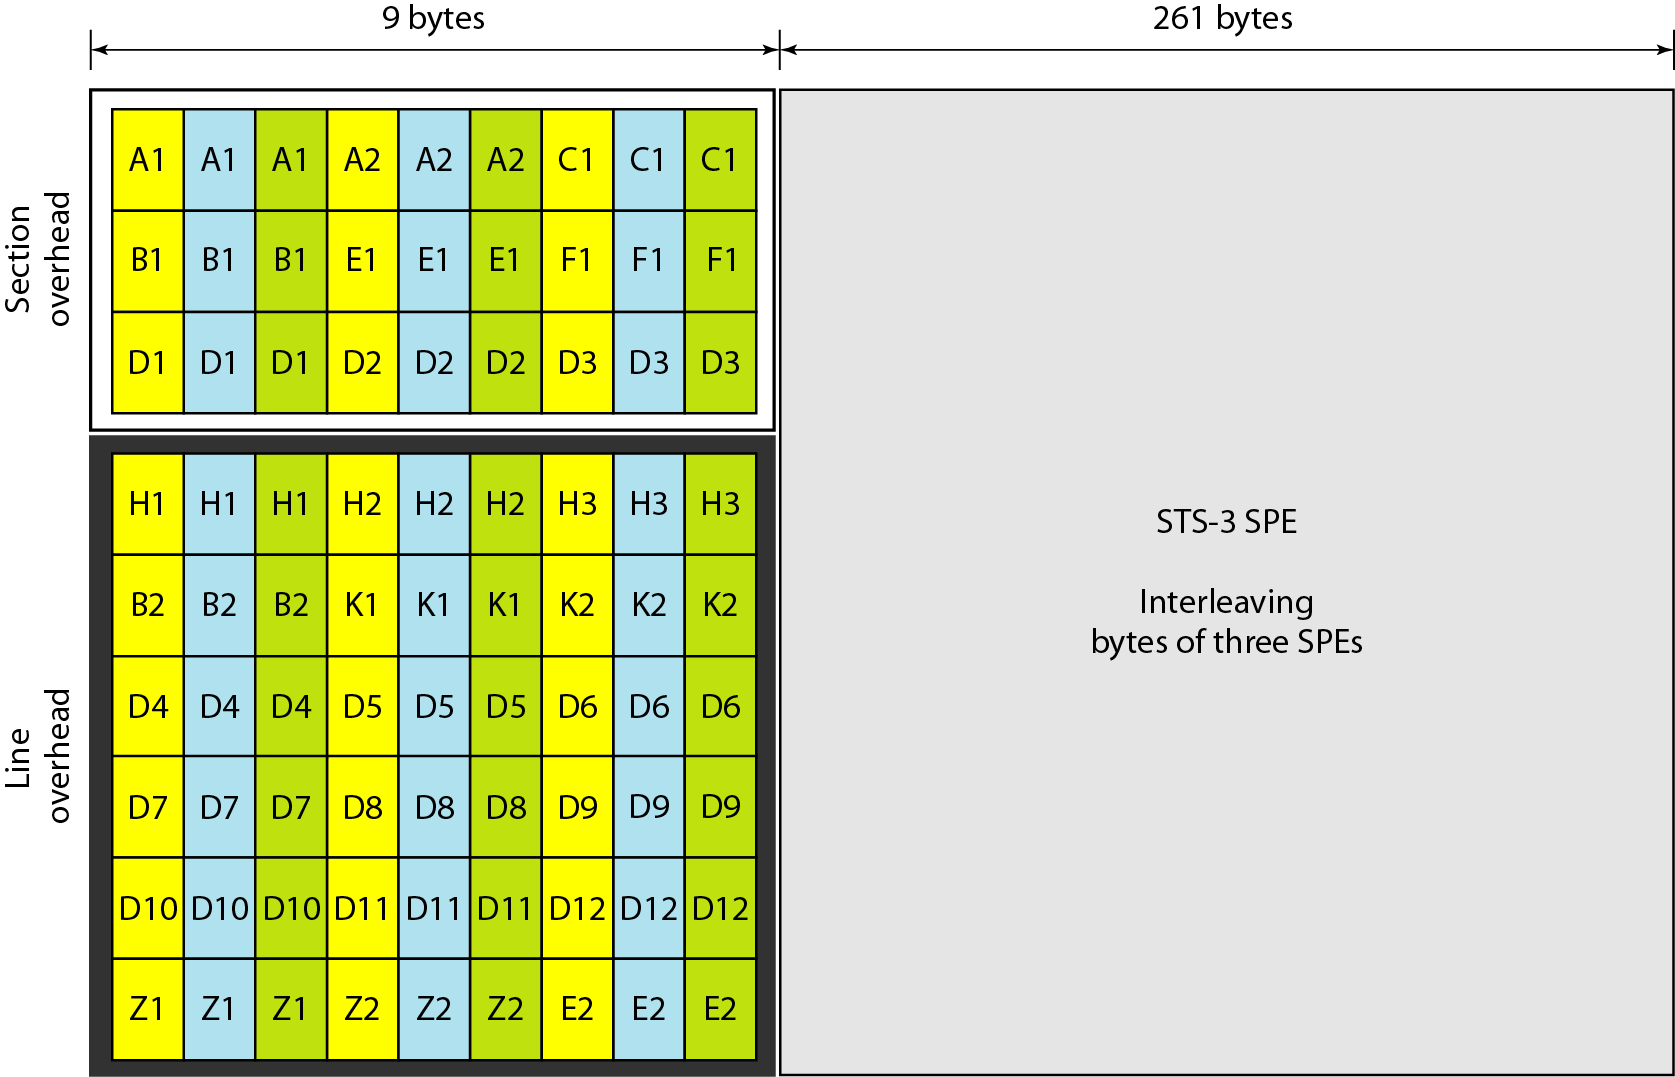 9 bytes 261 bytes
Section
overhead
A1 A1 A1 A2 A2 A2 C1 C1 C1
B1 B1 B1 E1 E1 E1 F1 F1 F1
D1 D1 D1 D2 D2 D2 D3 D3 D3
Line
overhead
H1 H1 H1 H2 H2 H2 H3 H3 H3
B2 B2 B2 K1 K1 K1 K2 K2 K2
D4 D4 D4 D5 D5 D5 D6 D6 D6
D7 D7 D7 D8 D8 D8 D9 D9 D9
D10 D10 D10 D11 D11 D11 D12 D12 D12
Z1 Z1 Z1 Z2 Z2 Z2 E2 E2 E2
STS-3 SPE
Interleaving
bytes of three SPEs